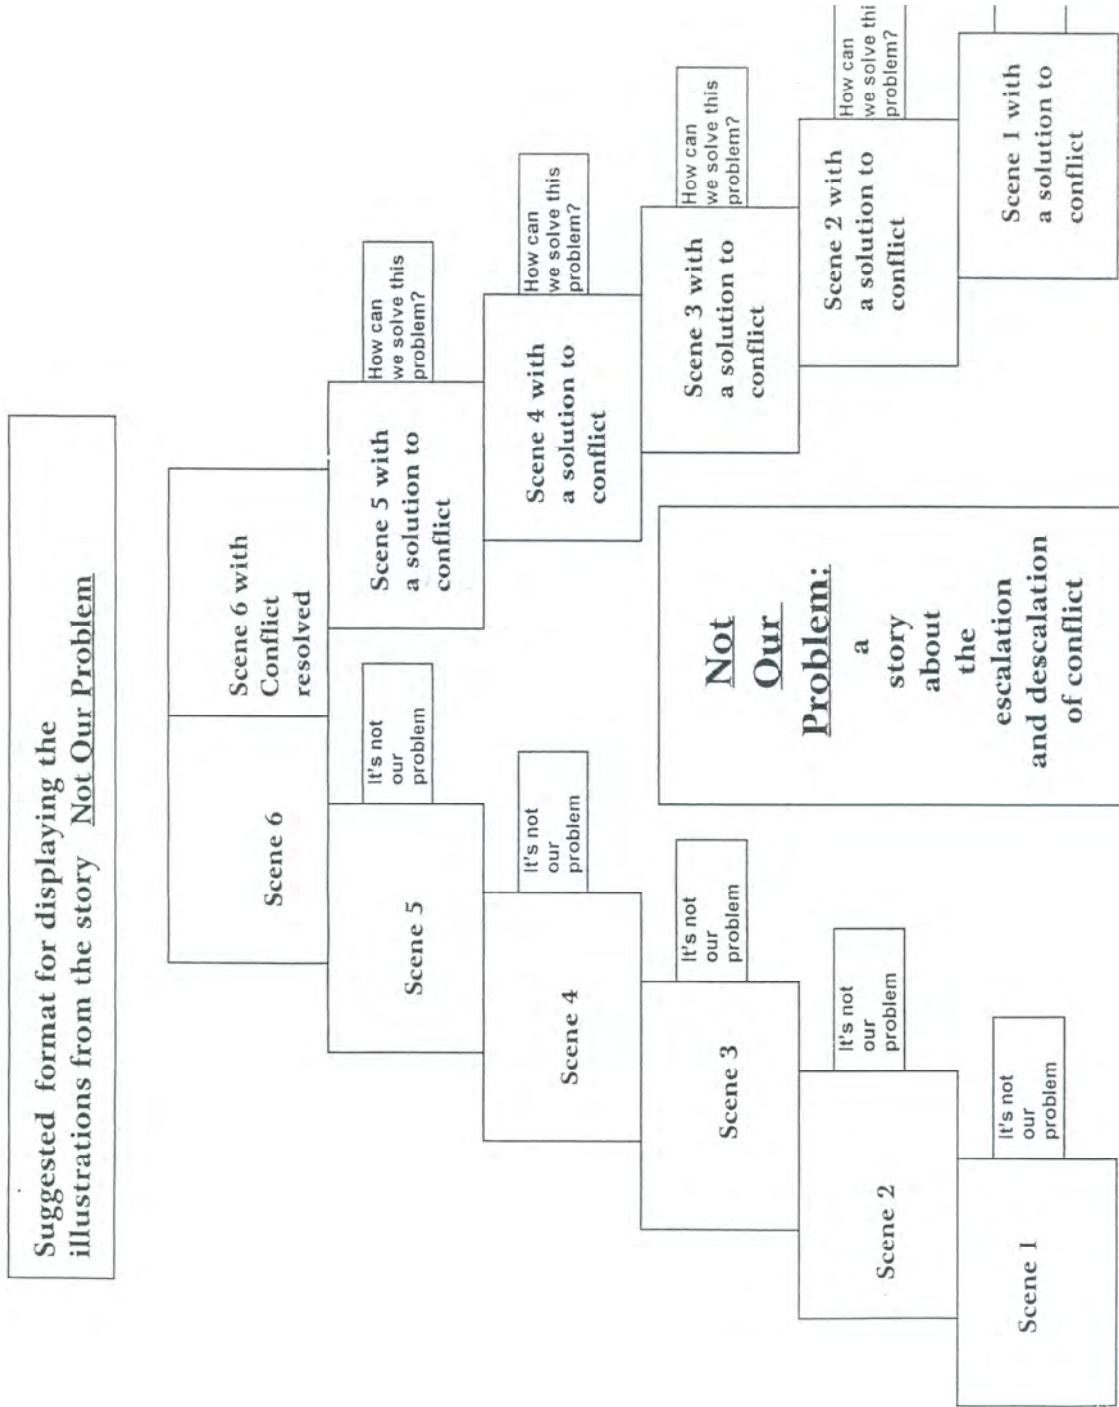 Suggested format for displaying the
illustrations from the story Not Our Problem
Scene 6
Scene 6 with
Conflict
resolved
Scene 5
It's not
our
problem
Scene 5 with
a solution to
conflict
How can
we solve this
problem?
Scene 4
It's not
our
problem
Scene 4 with
a solution to
conflict
How can
we solve this
problem?
Scene 3
It's not
our
problem
Scene 3 with
a solution to
conflict
How can
we solve this
problem?
Scene 2
It's not
our
problem
Scene 2 with
a solution to
conflict
How can
we solve thi
problem?
Scene 1
It's not
our
problem
Not
Our
Problem:
a
story
about
the
escalation
and descalation
of conflict
Scene 1 with
a solution to
conflict